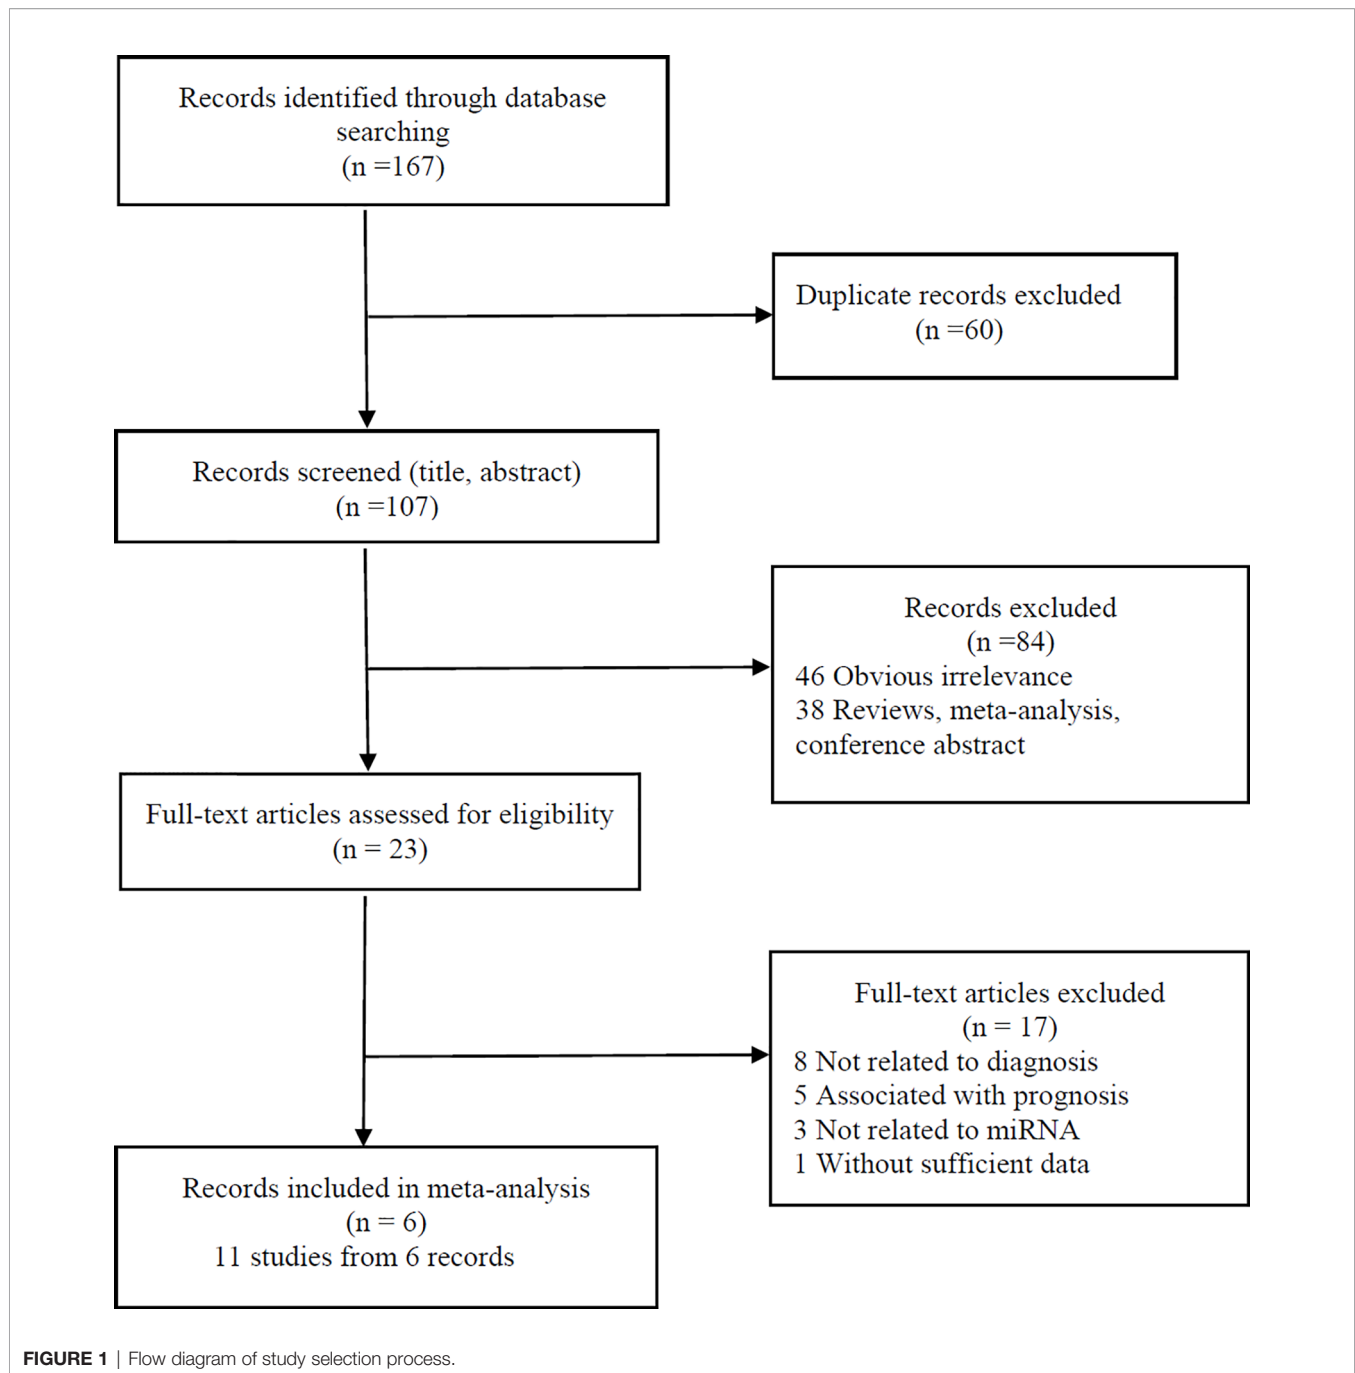 Records identified through database
searching
(n =167)
Duplicate records excluded
(n =60)
Records screened (title, abstract)
(n =107)
Records excluded
(n =84)
46 Obvious irrelevance
38 Reviews, meta-analysis,
conference abstract
Full-text articles assessed for eligibility
(n = 23)
Full-text articles excluded
(n = 17)
8 Not related to diagnosis
5 Associated with prognosis
3 Not related to miRNA
1 Without sufficient data
Records included in meta-analysis
(n = 6)
11 studies from 6 records
FIGURE 1 | Flow diagram of study selection process.